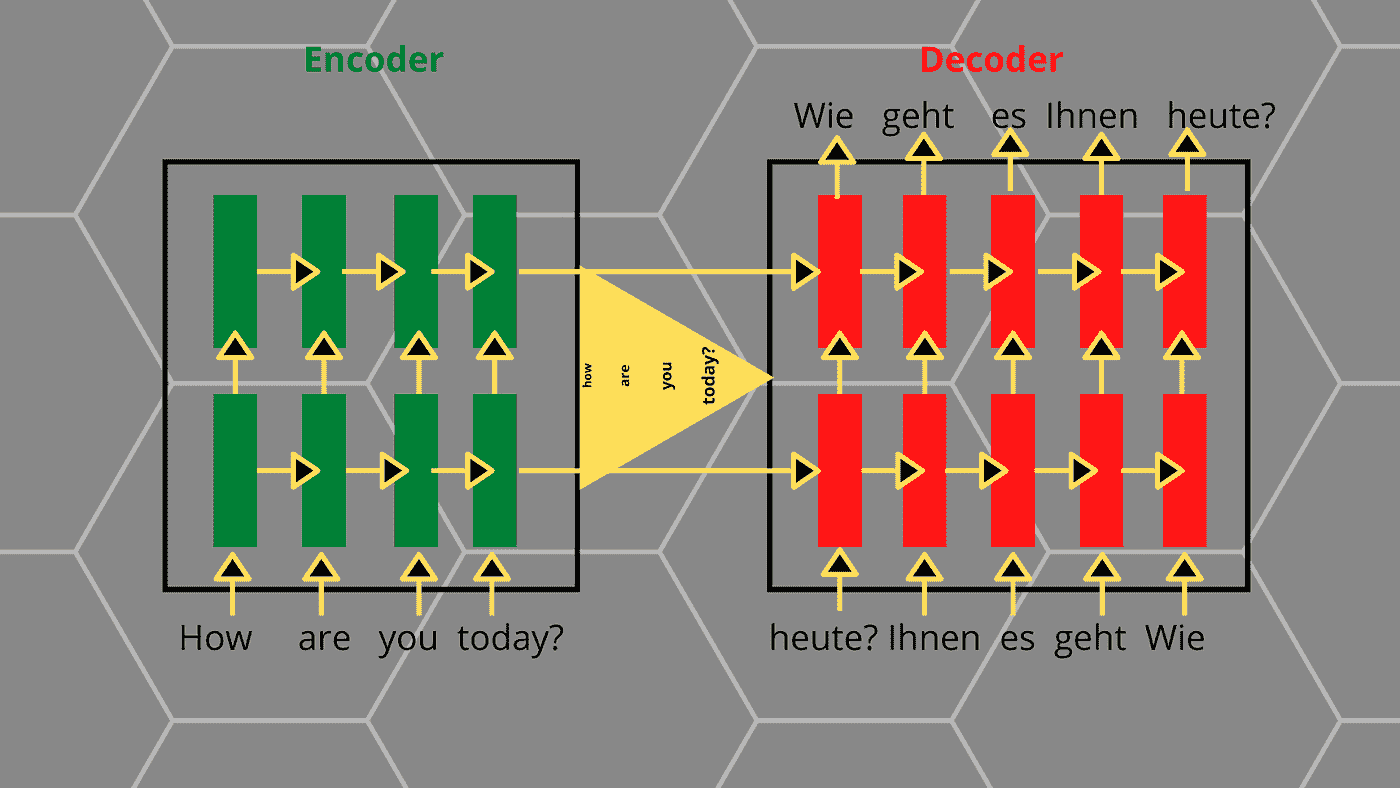 Encoder
Decoder
Wie geht es Ihnen heute?
how are you today?
How are you today?
heute? Ihnen es geht Wie